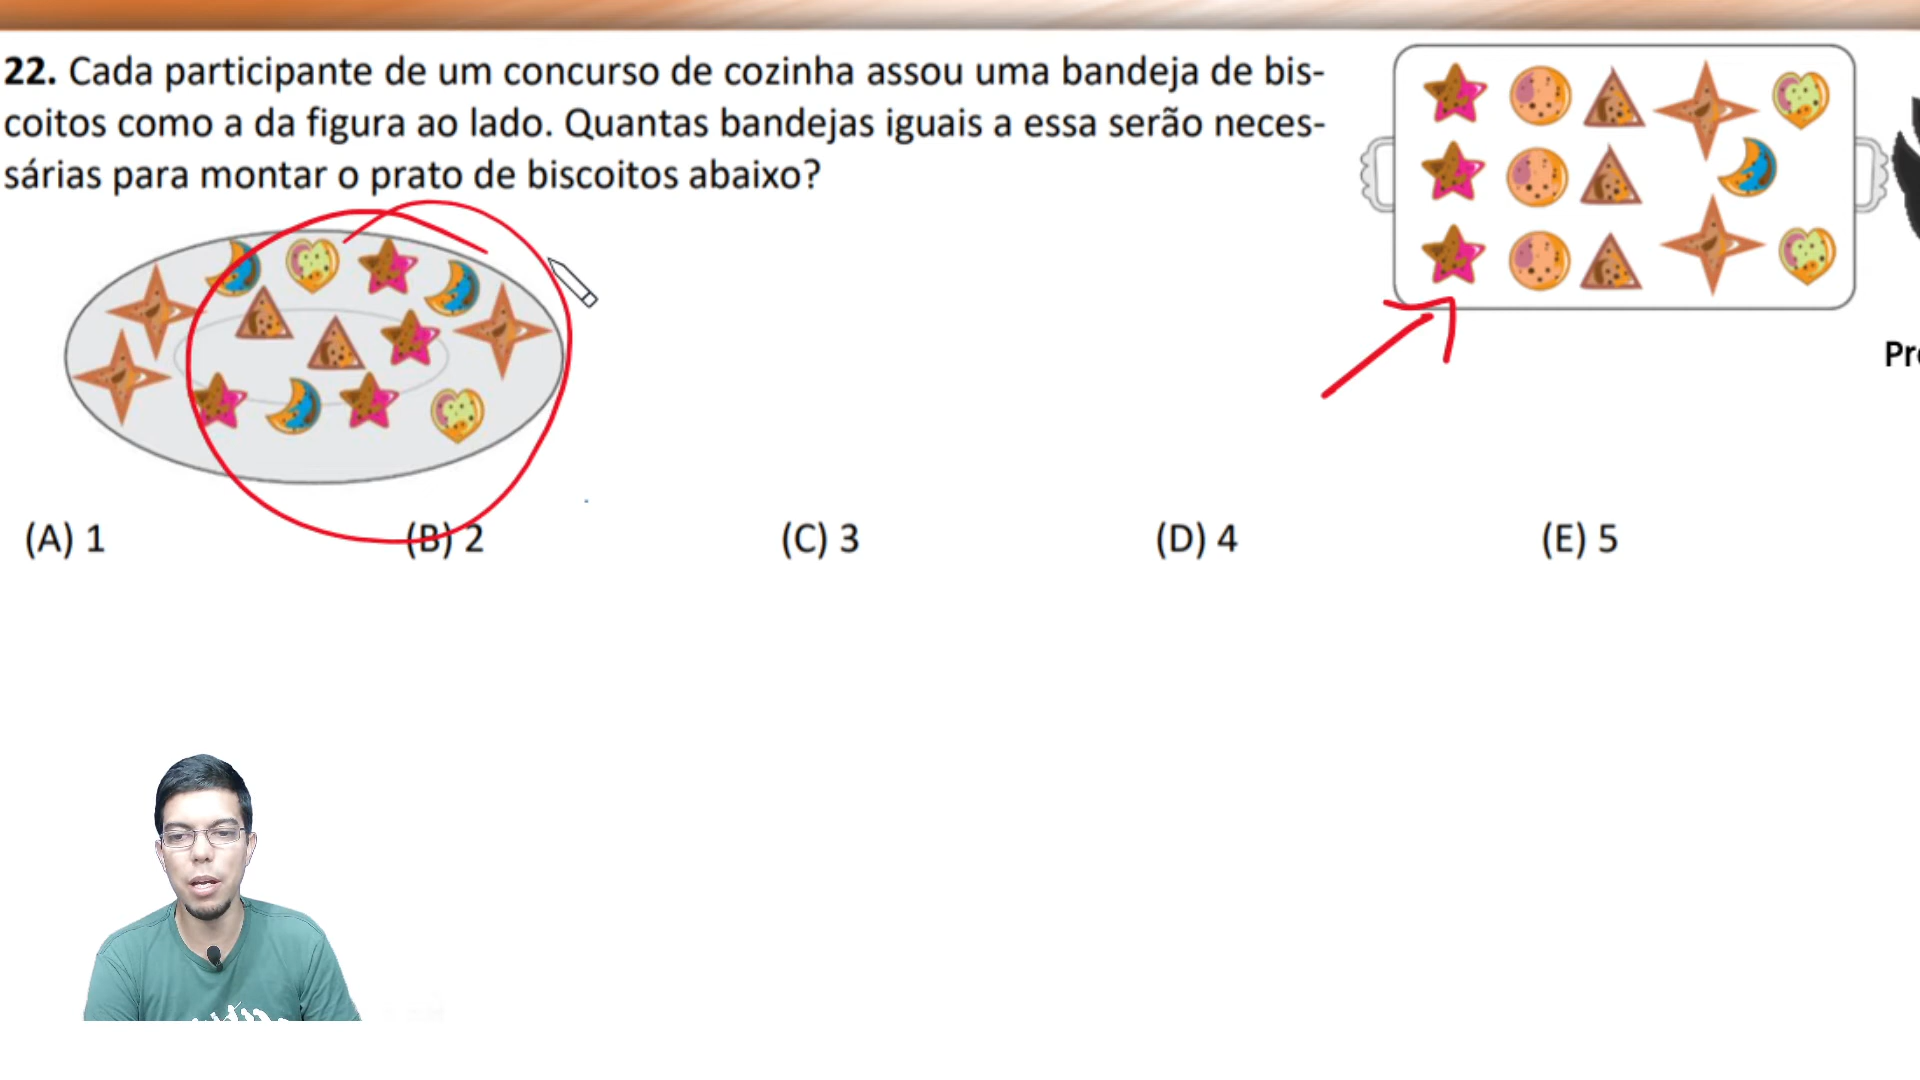 22. Cada participante de um concurso de cozinha assou uma bandeja de bis-
coitos como a da figura ao lado. Quantas bandejas iguais a essa serão neces-
sárias para montar o prato de biscoitos abaixo?
(A) 1 (B) 2 (C) 3 (D) 4 (E) 5